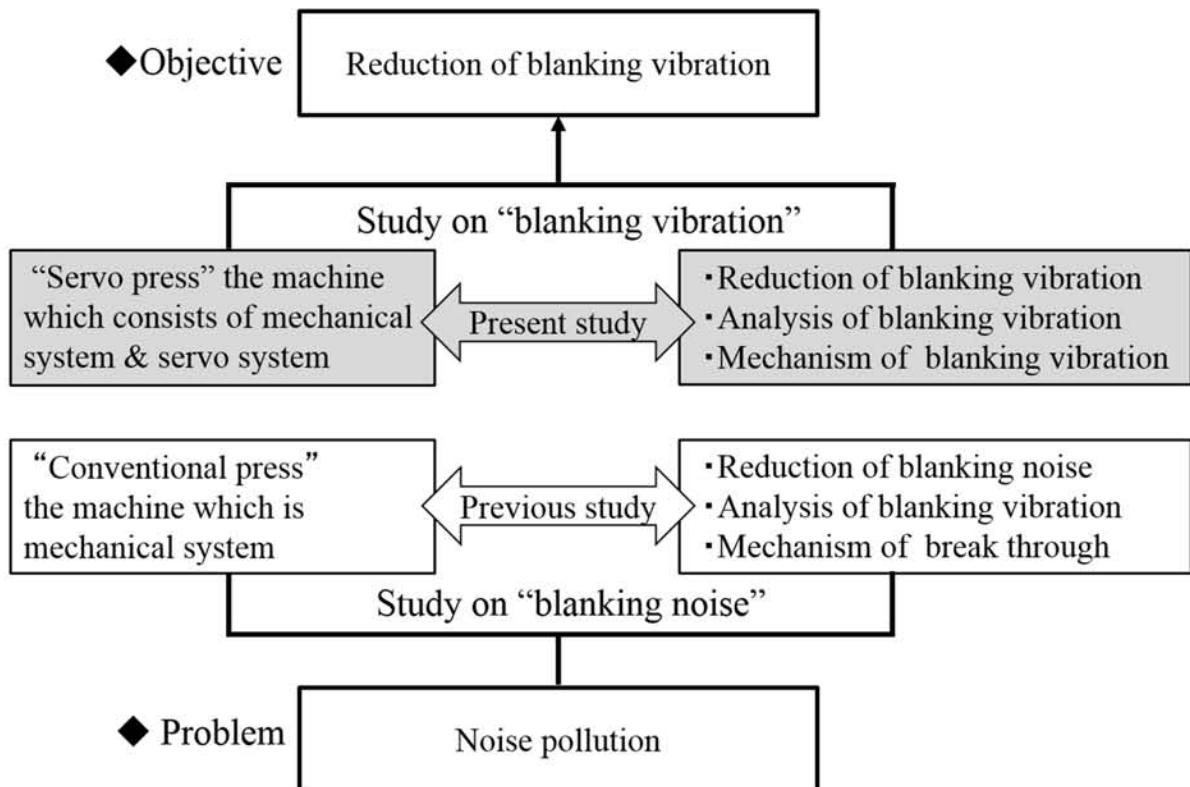 ◆Objective
Reduction of blanking vibration
Study on “blanking vibration”
“Servo press” the machine
which consists of mechanical
system & servo system
Present study
・Reduction of blanking vibration
・Analysis of blanking vibration
・Mechanism of blanking vibration
“Conventional press”
the machine which is
mechanical system
Previous study
・Reduction of blanking noise
・Analysis of blanking vibration
・Mechanism of break through
Study on “blanking noise”
◆ Problem
Noise pollution